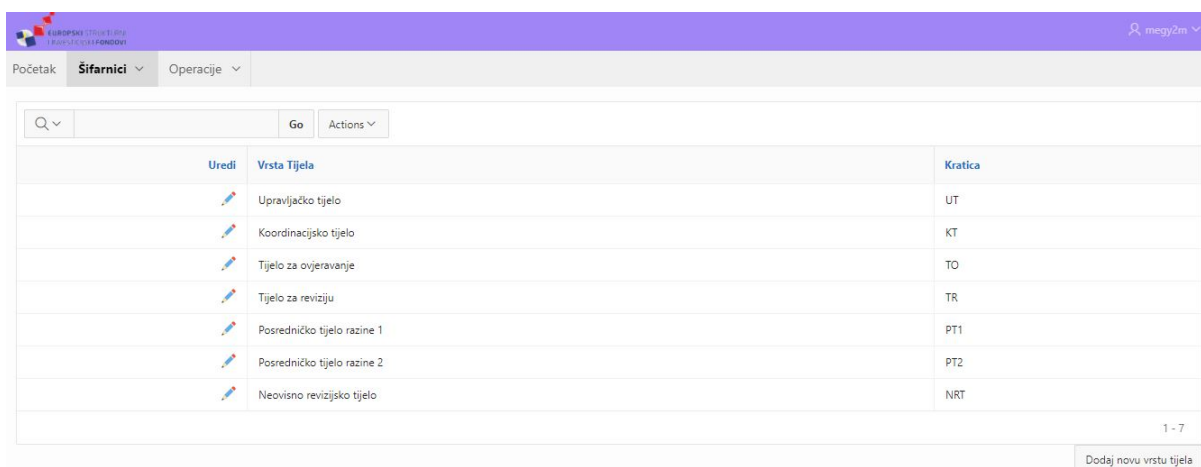 EUROPSKI STRUKTURNI
I INVESTICIJSKI FONDOVI
megy2m
Početak Šifarnici Operacije
Go Actions
Uredi Vrsta Tijela Kratica
Upravljačko tijelo UT
Koordinacijsko tijelo KT
Tijelo za ovjeravanje TO
Tijelo za reviziju TR
Posredničko tijelo razine 1 PT1
Posredničko tijelo razine 2 PT2
Neovisno revizijsko tijelo NRT
1 - 7
Dodaj novu vrstu tijela